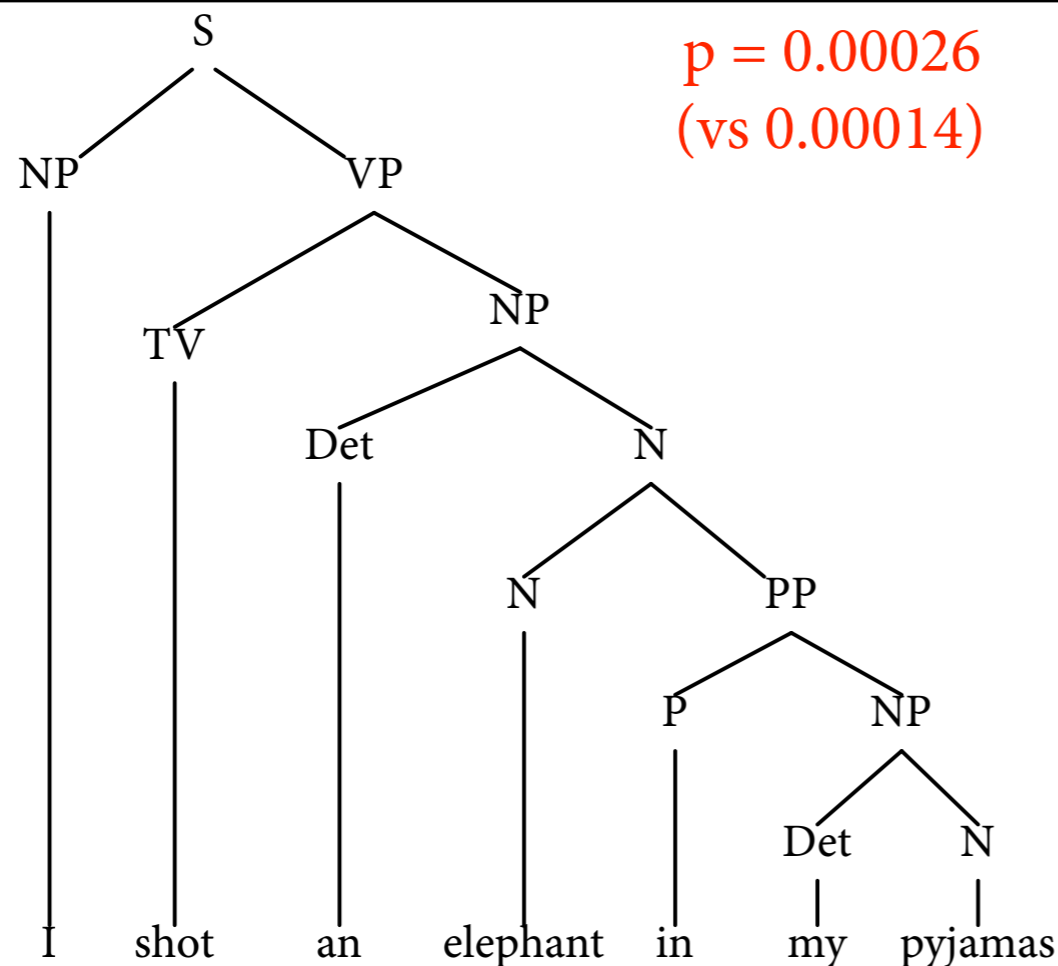 S
p = 0.00026
(vs 0.00014)
NP VP
NP
TV
Det N
N PP
P NP
Det N
I shot an elephant in my pyjamas